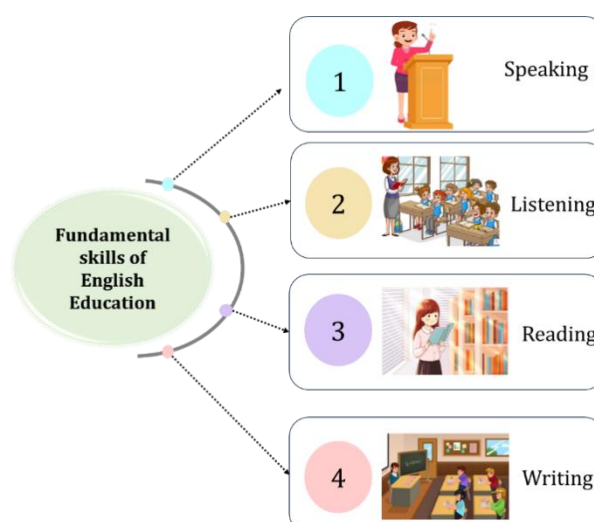 Fundamental
skills of
English
Education
1
Speaking
2
Listening
3
Reading
4
Writing